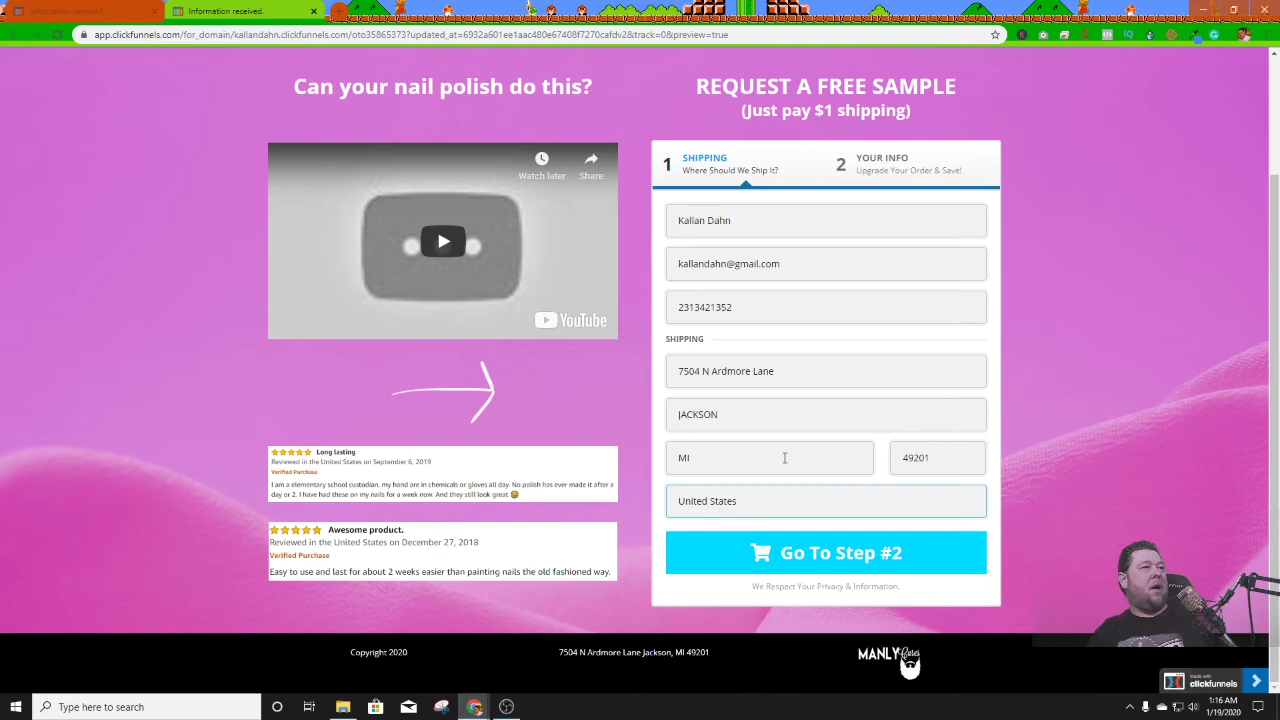 Information received.
Information received.
app.clickfunnels.com/for_domain/kallandahn.clickfunnels.com/oto35865373?updated_at=6932a601ee1aac480e67408f7270cafdv2&track=0&preview=true
Can your nail polish do this?
REQUEST A FREE SAMPLE
(Just pay $1 shipping)
Watch later
Share
YouTube
1
SHIPPING
Where Should We Ship It?
2
YOUR INFO
Upgrade Your Order & Save!
Kallan Dahn
kallandahn@gmail.com
2313421352
SHIPPING
7504 N Ardmore Lane
JACKSON
MI
49201
United States
Go To Step #2
We Respect Your Privacy & Information.
Long lasting
Reviewed in the United States on September 6, 2019
Verified Purchase
I am a elementary school custodian, my hand are in chemicals or gloves all day. No polish has ever made it after a
day or 2. I have had these on my nails for a week now. And they still look great
Awesome product.
Reviewed in the United States on December 27, 2018
Verified Purchase
Easy to use and last for about 2 weeks easier than painting nails the old fashioned way.
Copyright 2020
7504 N Ardmore Lane Jackson, MI 49201
MANLY
made with
clickfunnels
Type here to search
1:16 AM
1/19/2020